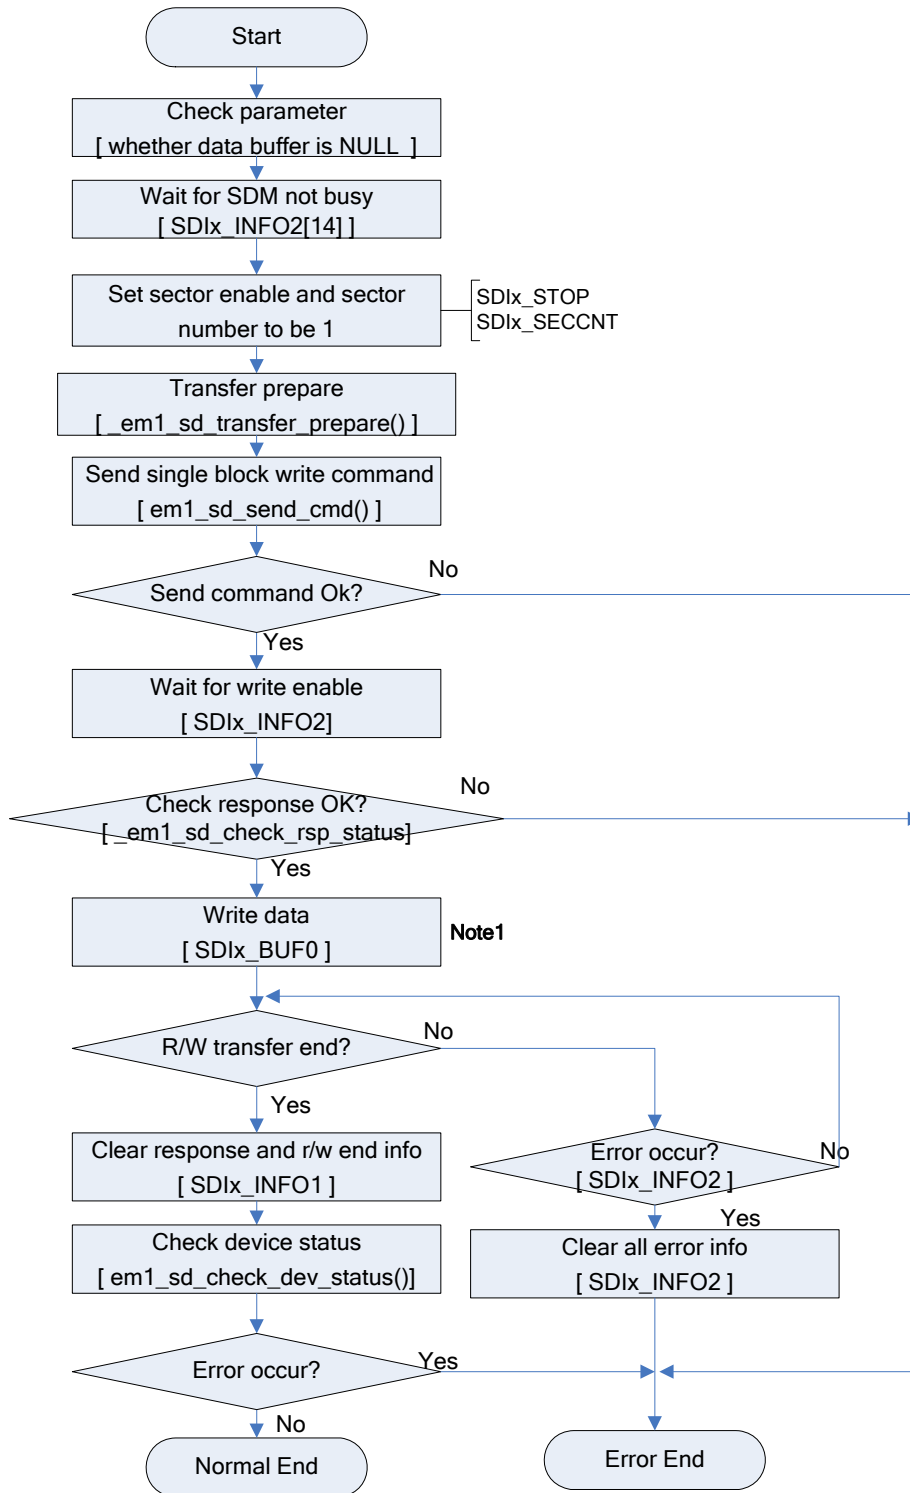 Start
Check parameter
[ whether data buffer is NULL ]
Wait for SDM not busy
[ SDIx_INFO2[14] ]
Set sector enable and sector
number to be 1
SDIx_STOP
SDIx_SECCNT
Transfer prepare
[ _em1_sd_transfer_prepare() ]
Send single block write command
[ em1_sd_send_cmd() ]
No
Send command Ok?
Yes
Wait for write enable
[ SDIx_INFO2]
No
Check response OK?
[ _em1_sd_check_rsp_status]
Yes
Write data
[ SDIx_BUF0 ]
Note1
No
R/W transfer end?
Yes
Clear response and r/w end info
[ SDIx_INFO1 ]
Error occur?
[ SDIx_INFO2 ]
No
Yes
Check device status
[ em1_sd_check_dev_status()]
Clear all error info
[ SDIx_INFO2 ]
Error occur?
Yes
No
Normal End
Error End